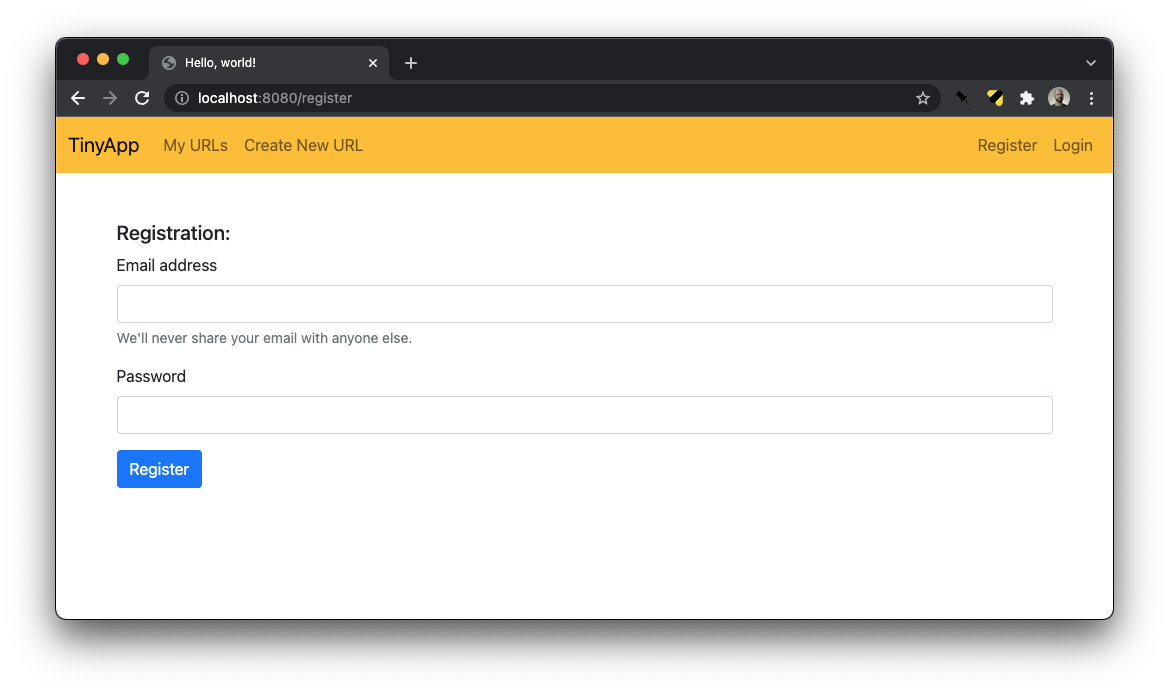 Hello, world!
localhost:8080/register
TinyApp My URLs Create New URL Register Login
Registration:
Email address
We'll never share your email with anyone else.
Password
Register